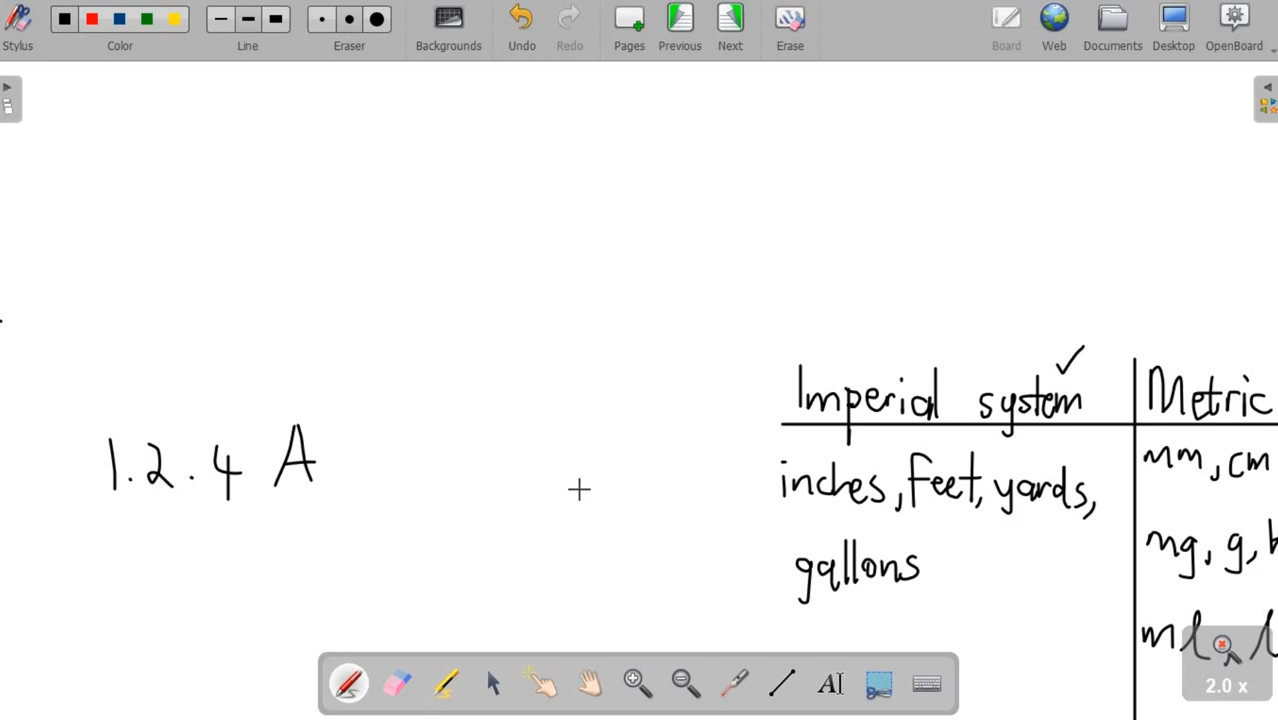 Stylus
Color
Line
Eraser
Backgrounds
Undo
Redo
Pages
Previous
Next
Erase
Board
Web
Documents
Desktop
OpenBoard
Imperial system ✓
Metric
inches, feet, yards,
mm, cm
1.2.4 A
gallons
mg, g,
ml, l
2.0 x